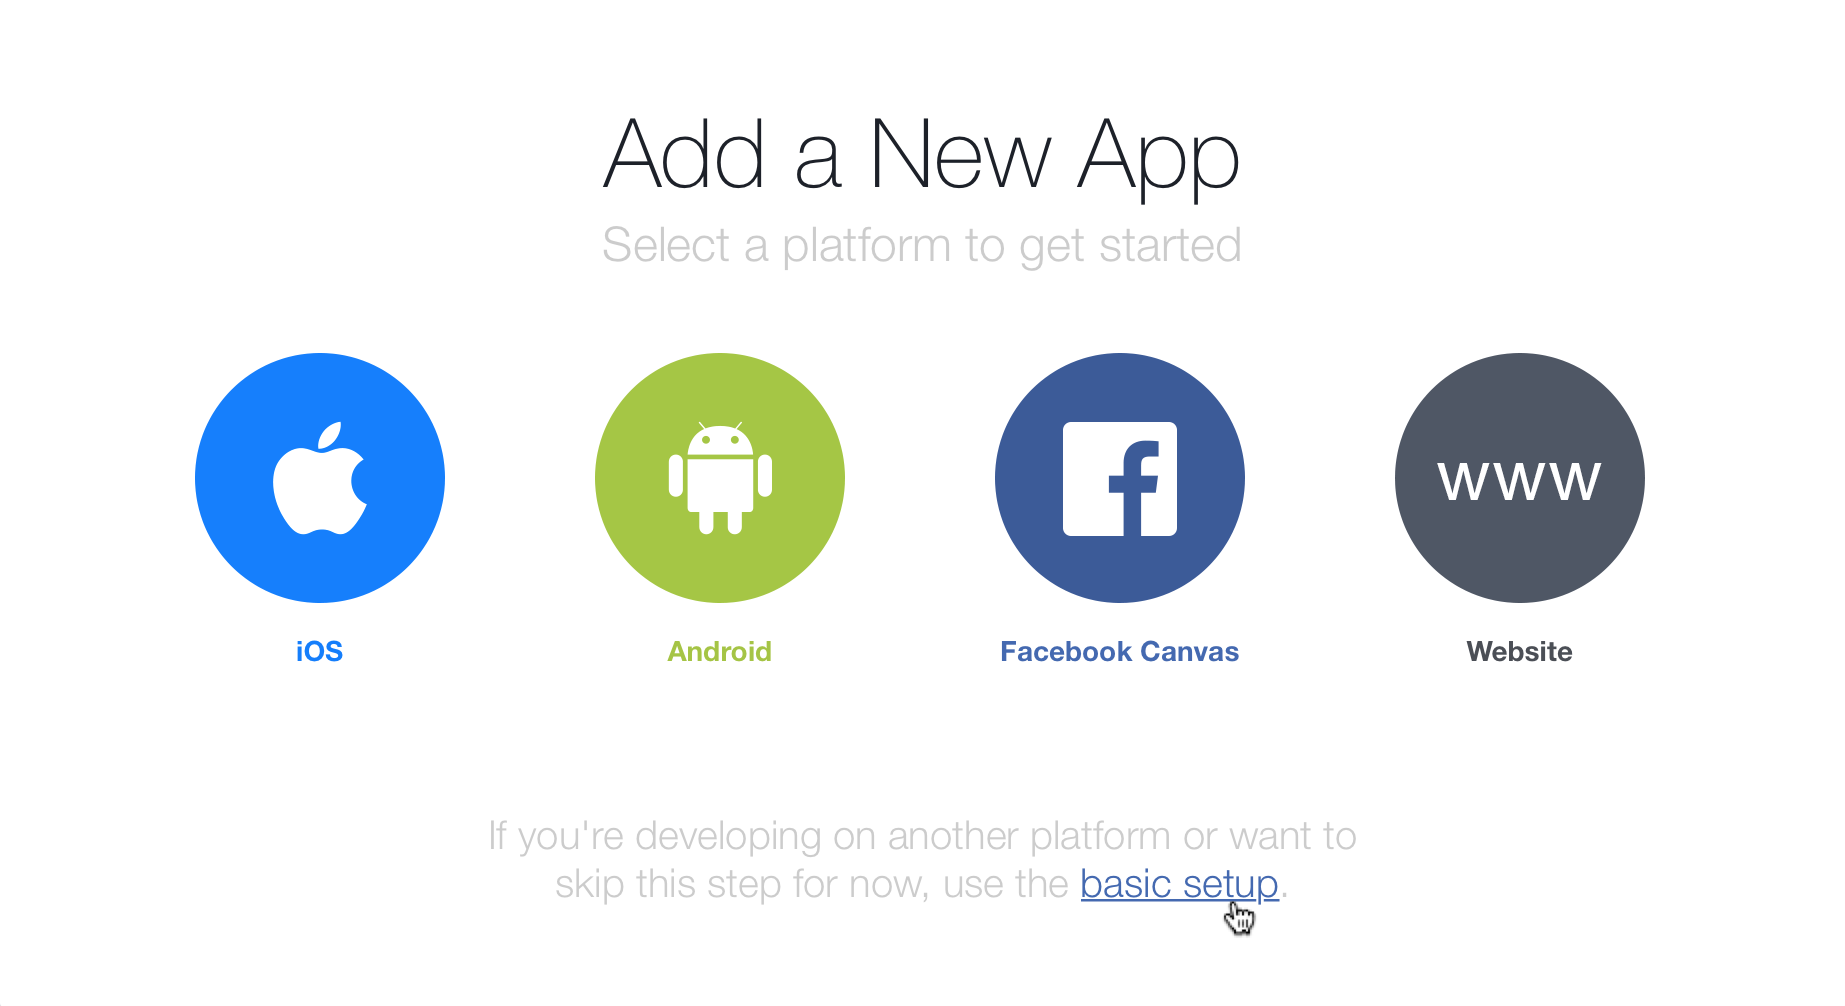 Add a New App
Select a platform to get started
www
iOS
Android
Facebook Canvas
Website
If you're developing on another platform or want to
skip this step for now, use the basic setup.